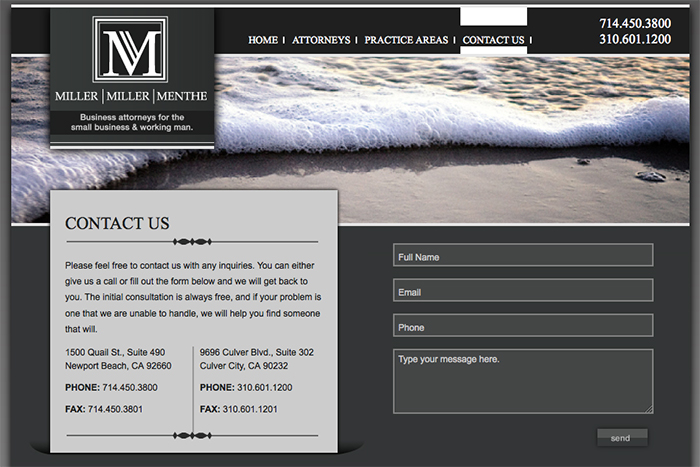 M
MILLER | MILLER | MENTHE
Business attorneys for the
small business & working man.
HOME | ATTORNEYS | PRACTICE AREAS | CONTACT US |
714.450.3800
310.601.1200
CONTACT US
Please feel free to contact us with any inquiries. You can either
give us a call or fill out the form below and we will get back to
you. The initial consultation is always free, and if your problem is
one that we are unable to handle, we will help you find someone
that will.
1500 Quail St., Suite 490
Newport Beach, CA 92660
PHONE: 714.450.3800
FAX: 714.450.3801
9696 Culver Blvd., Suite 302
Culver City, CA 90232
PHONE: 310.601.1200
FAX: 310.601.1201
Full Name
Email
Phone
Type your message here.
send